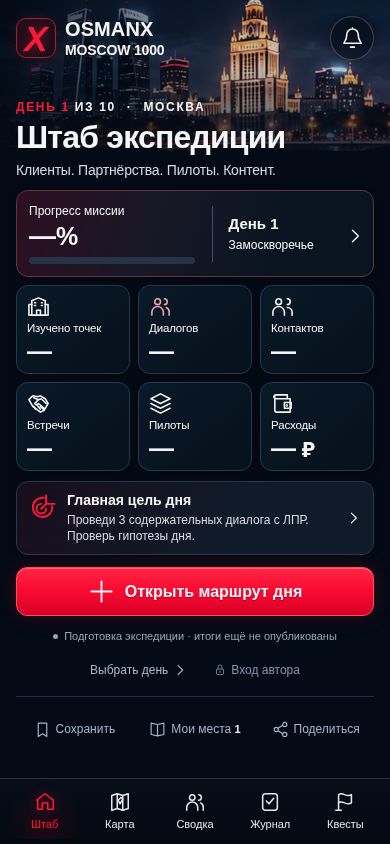 X
OSMANX
MOSCOW 1000
ДЕНЬ 1 ИЗ 10 · МОСКВА
Штаб экспедиции
Клиенты. Партнёрства. Пилоты. Контент.
Прогресс миссии
—%
День 1
Замоскворечье
Изучено точек
—
Диалогов
—
Контактов
—
Встречи
—
Пилоты
—
Расходы
— ₽
Главная цель дня
Проведи 3 содержательных диалога с ЛПР.
Проверь гипотезы дня.
Открыть маршрут дня
Подготовка экспедиции · итоги ещё не опубликованы
Выбрать день
Вход автора
Сохранить
Мои места 1
Поделиться
Штаб
Карта
Сводка
Журнал
Квесты